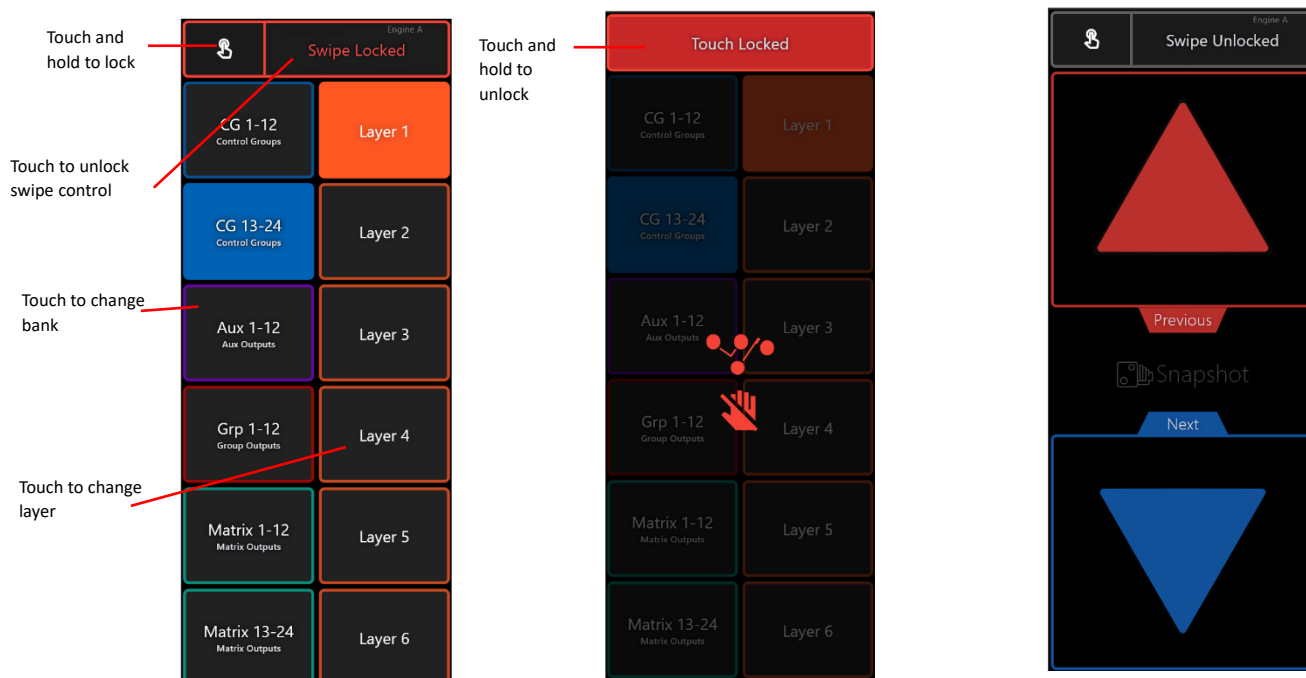 Touch and
hold to lock
Touch to unlock
swipe control
Touch to change
bank
Touch to change
layer
Engine A
Swipe Locked
CG 1-12
Control Groups
Layer 1
CG 13-24
Control Groups
Layer 2
Aux 1-12
Aux Outputs
Layer 3
Grp 1-12
Group Outputs
Layer 4
Matrix 1-12
Matrix Outputs
Layer 5
Matrix 13-24
Matrix Outputs
Layer 6
Touch and
hold to
unlock
Touch Locked
CG 1-12
Control Groups
Layer 1
CG 13-24
Control Groups
Layer 2
Aux 1-12
Aux Outputs
Layer 3
Grp 1-12
Group Outputs
Layer 4
Matrix 1-12
Matrix Outputs
Layer 5
Matrix 13-24
Matrix Outputs
Layer 6
Engine A
Swipe Unlocked
Previous
Snapshot
Next